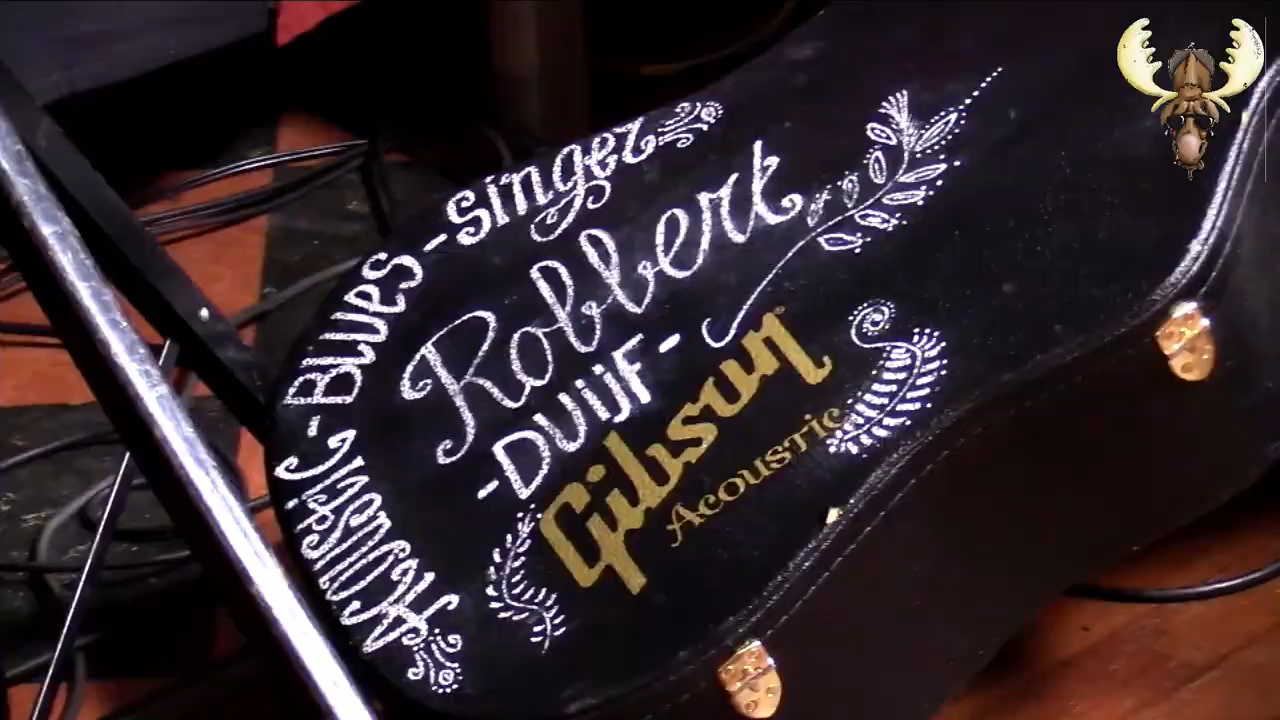 Acoustic - Blues - Singer
Robbert
- Duijf -
Gibson
Acoustic